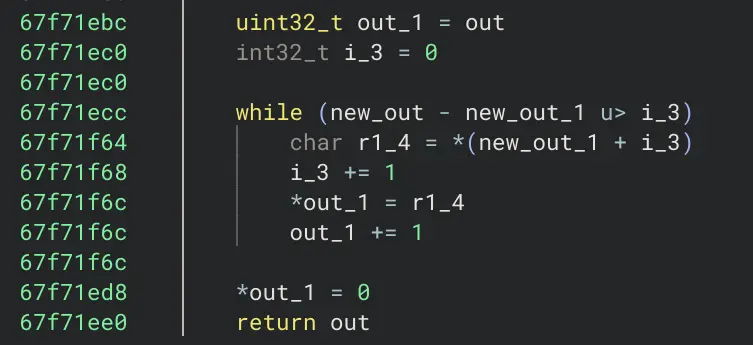 67f71ebc uint32_t out_1 = out
67f71ec0 int32_t i_3 = 0
67f71ec0
67f71ecc while (new_out - new_out_1 u> i_3)
67f71f64 char r1_4 = *(new_out_1 + i_3)
67f71f68 i_3 += 1
67f71f6c *out_1 = r1_4
67f71f6c out_1 += 1
67f71f6c
67f71ed8 *out_1 = 0
67f71ee0 return out